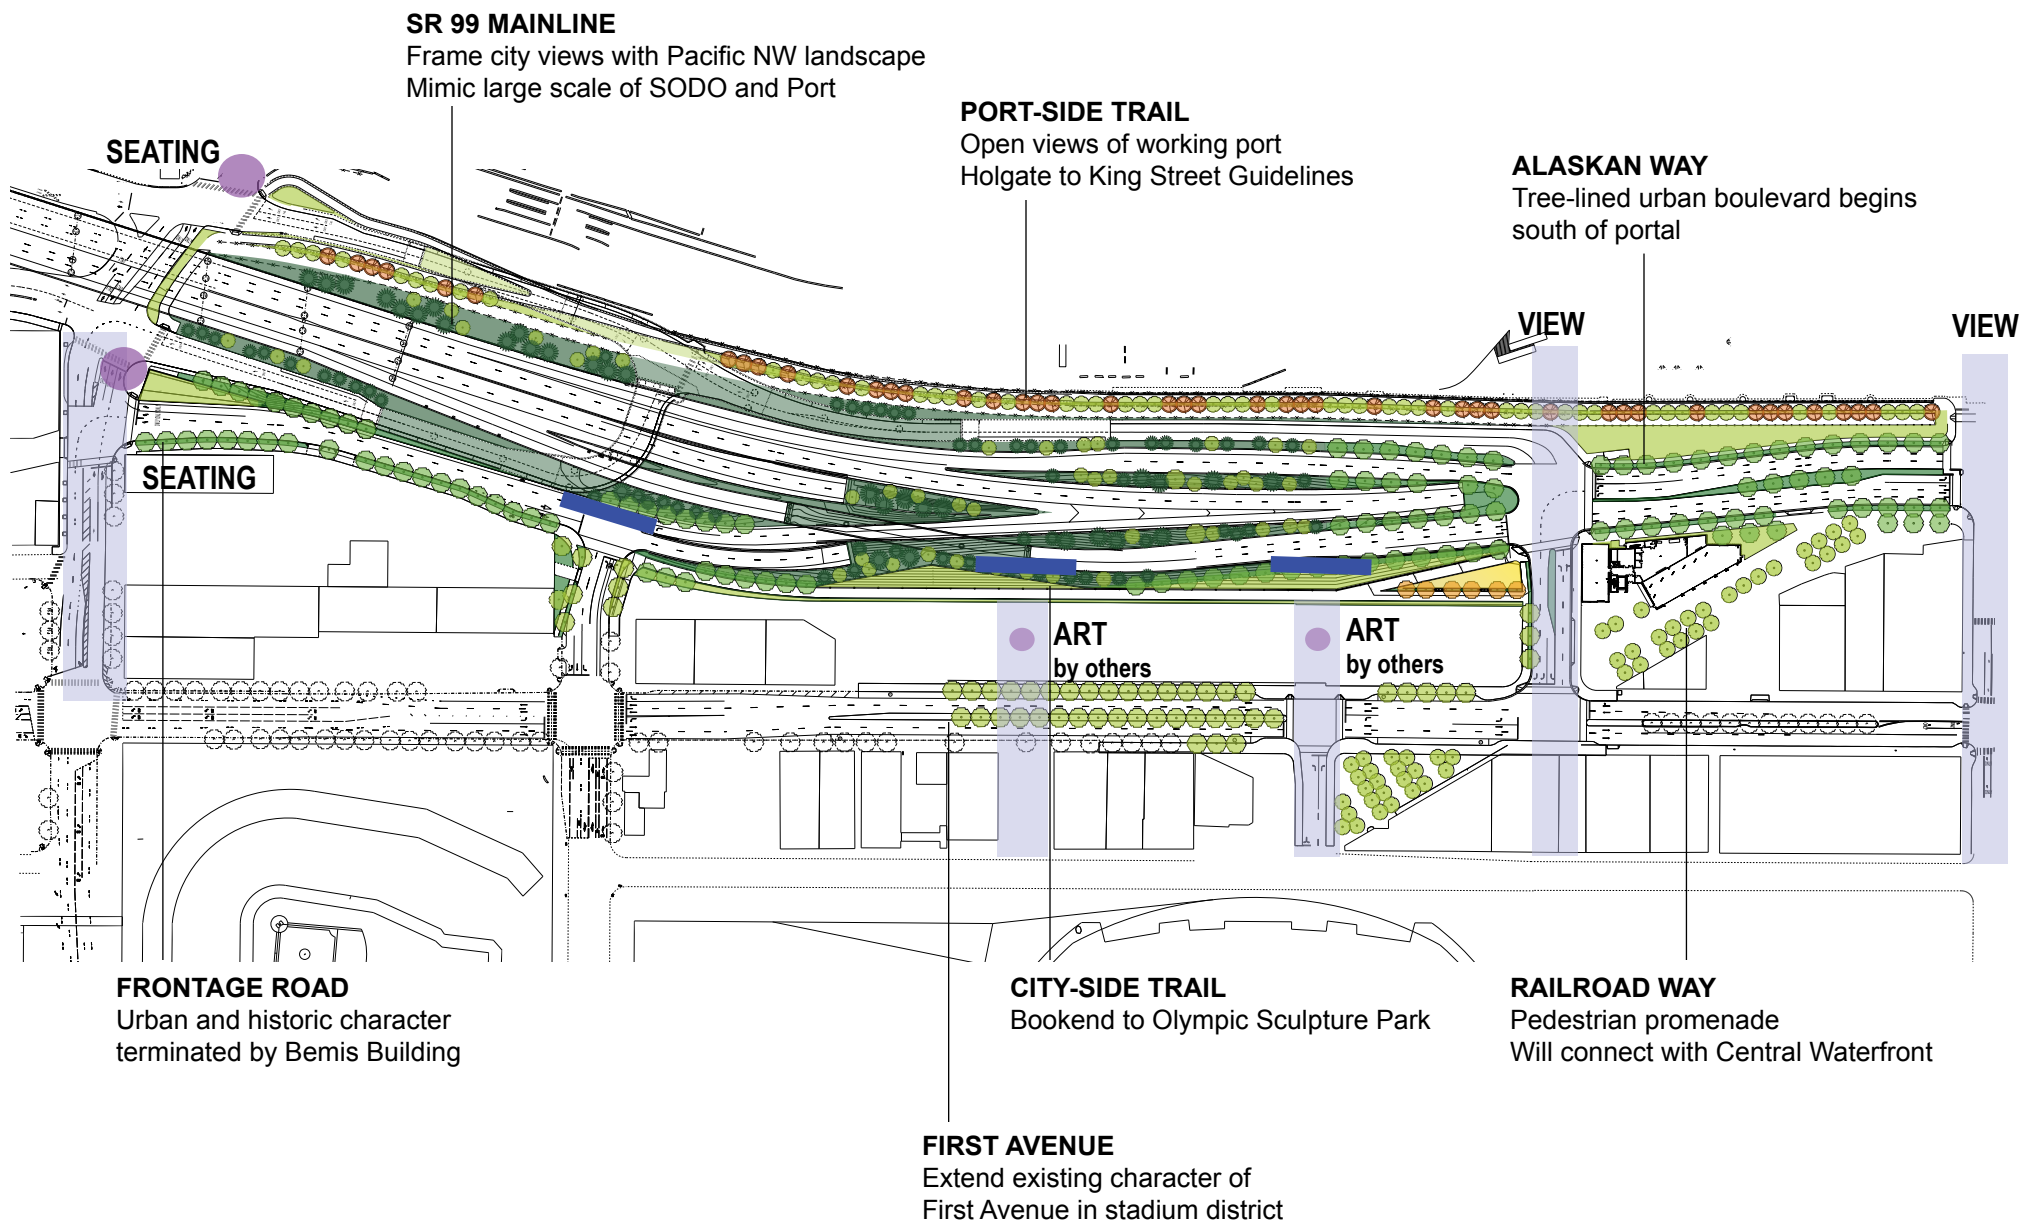 SR 99 MAINLINE
Frame city views with Pacific NW landscape
Mimic large scale of SODO and Port
PORT-SIDE TRAIL
Open views of working port
Holgate to King Street Guidelines
SEATING
ALASKAN WAY
Tree-lined urban boulevard begins
south of portal
VIEW
VIEW
SEATING
ART
by others
ART
by others
FRONTAGE ROAD
Urban and historic character
terminated by Bemis Building
CITY-SIDE TRAIL
Bookend to Olympic Sculpture Park
RAILROAD WAY
Pedestrian promenade
Will connect with Central Waterfront
FIRST AVENUE
Extend existing character of
First Avenue in stadium district